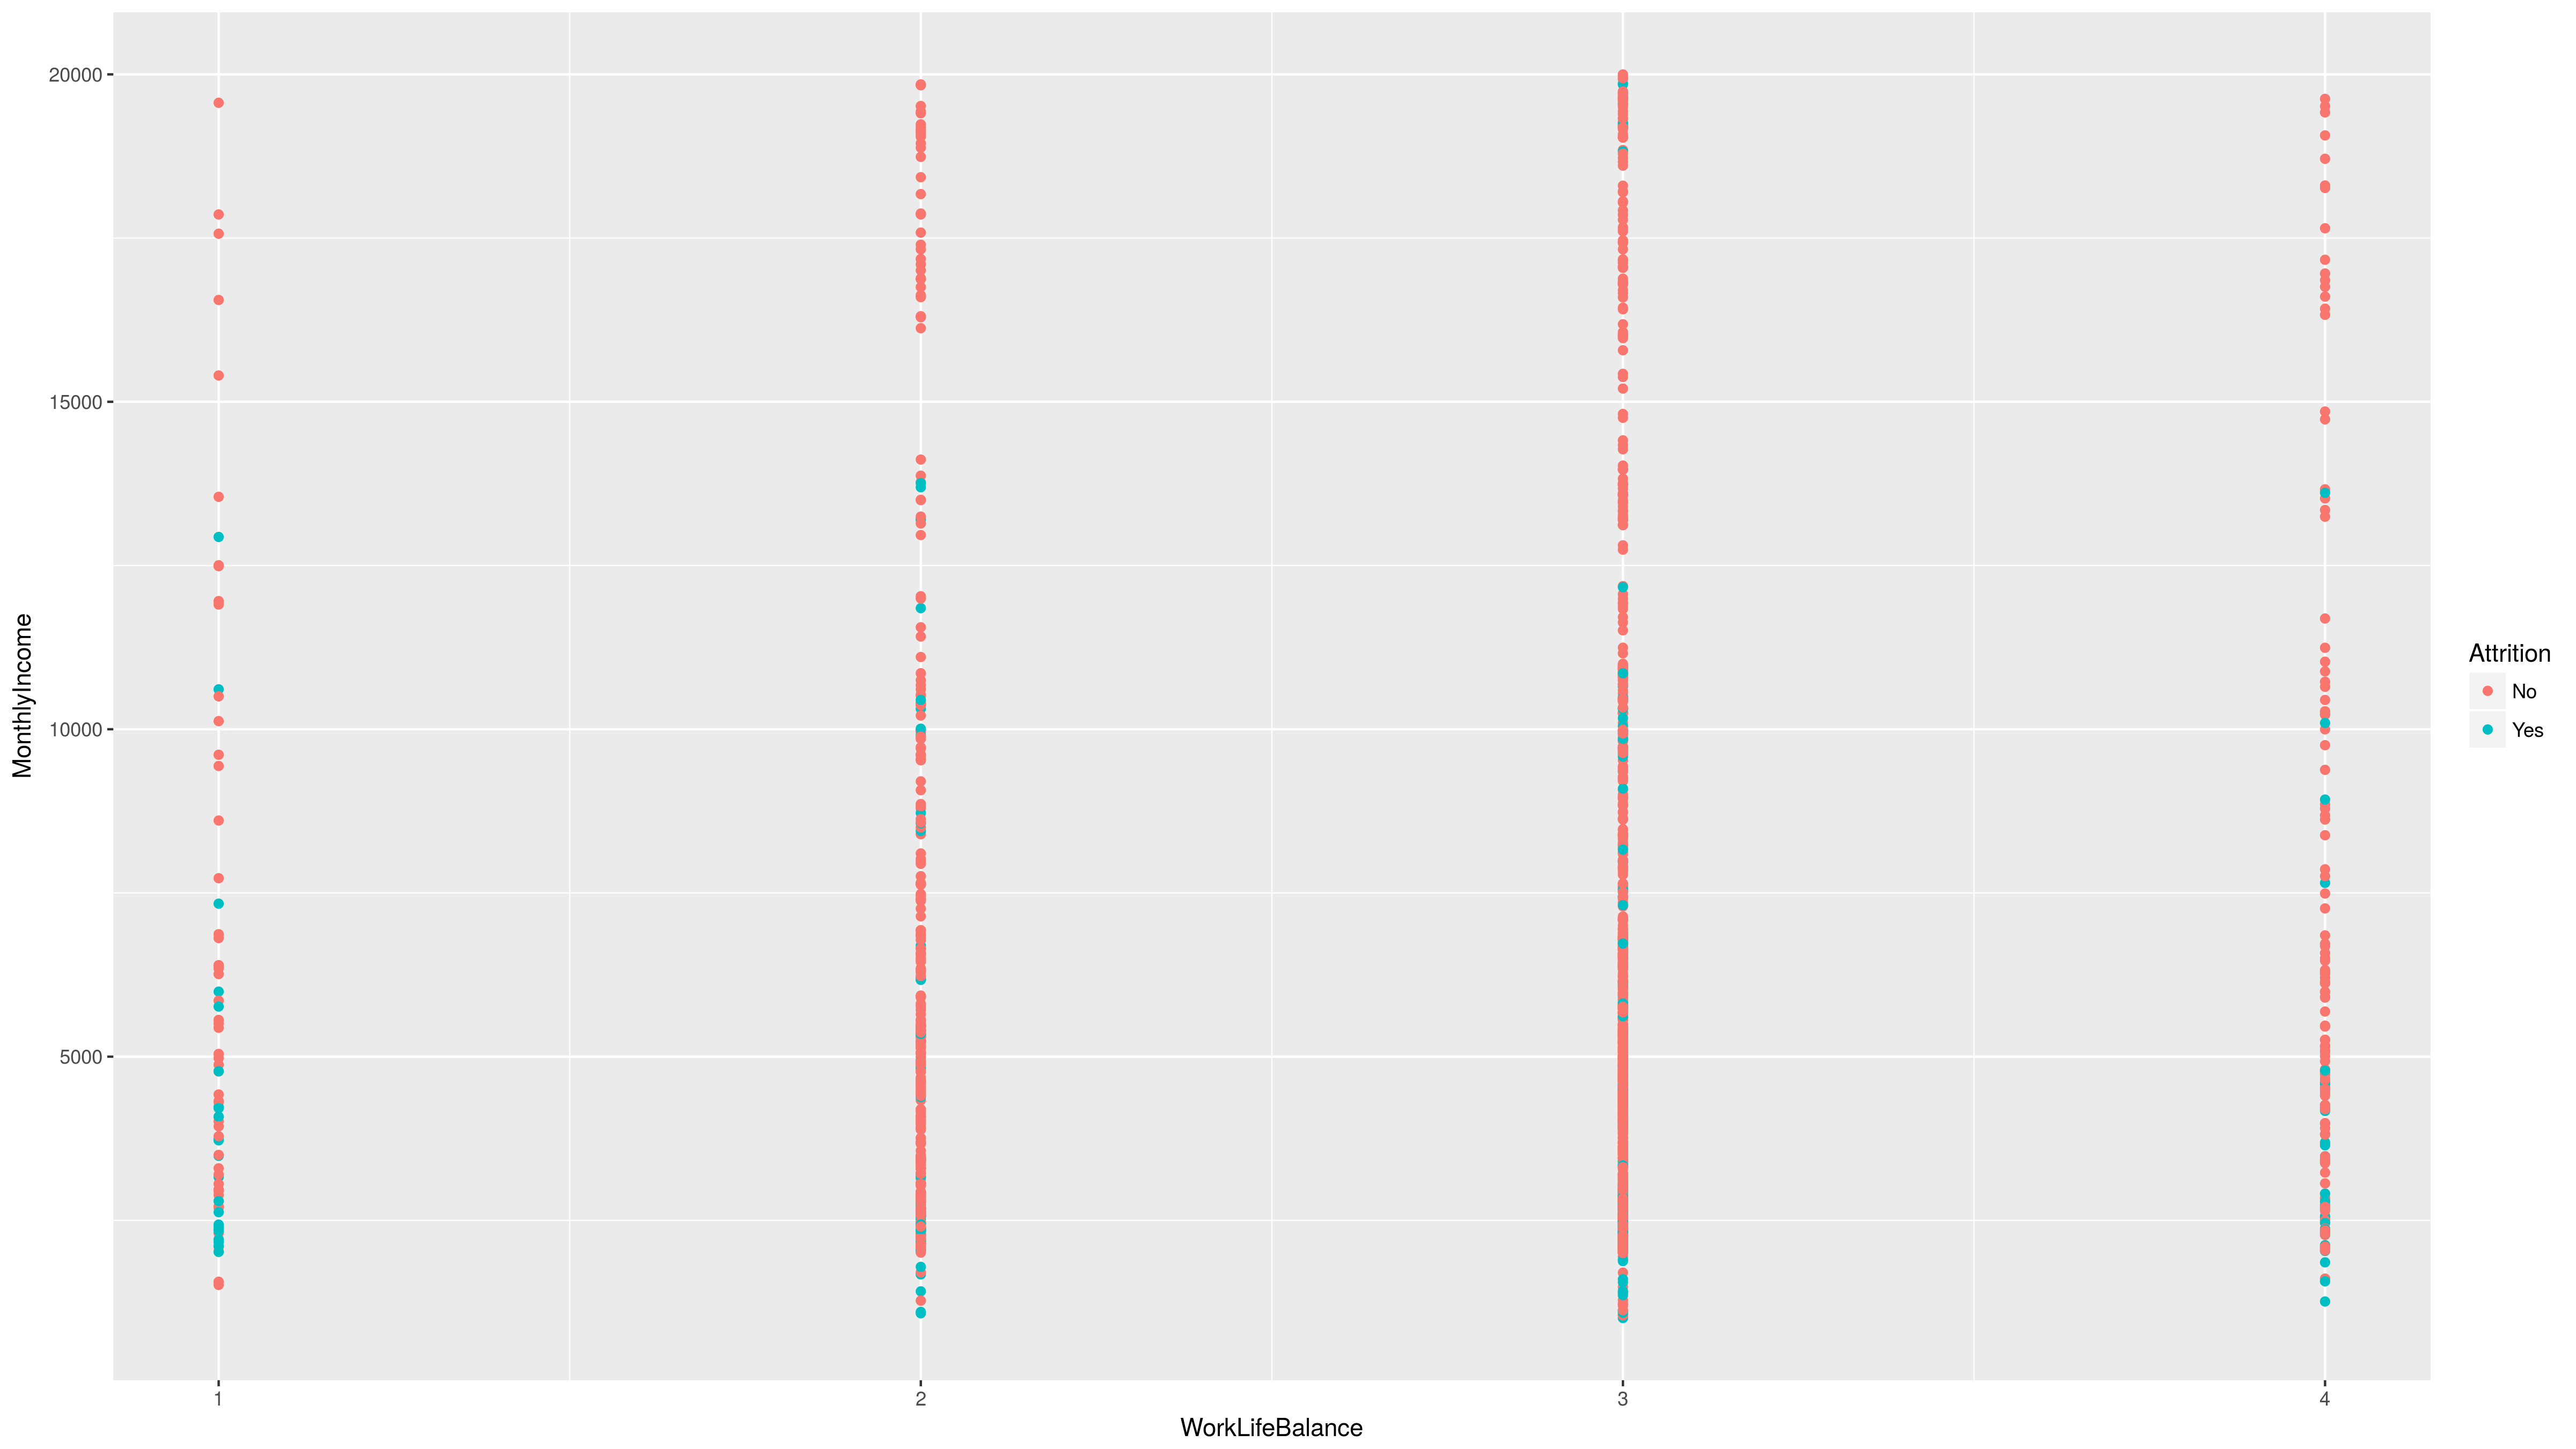 20000
15000
10000
5000
MonthlyIncome
1
2
3
4
WorkLifeBalance
Attrition
No
Yes